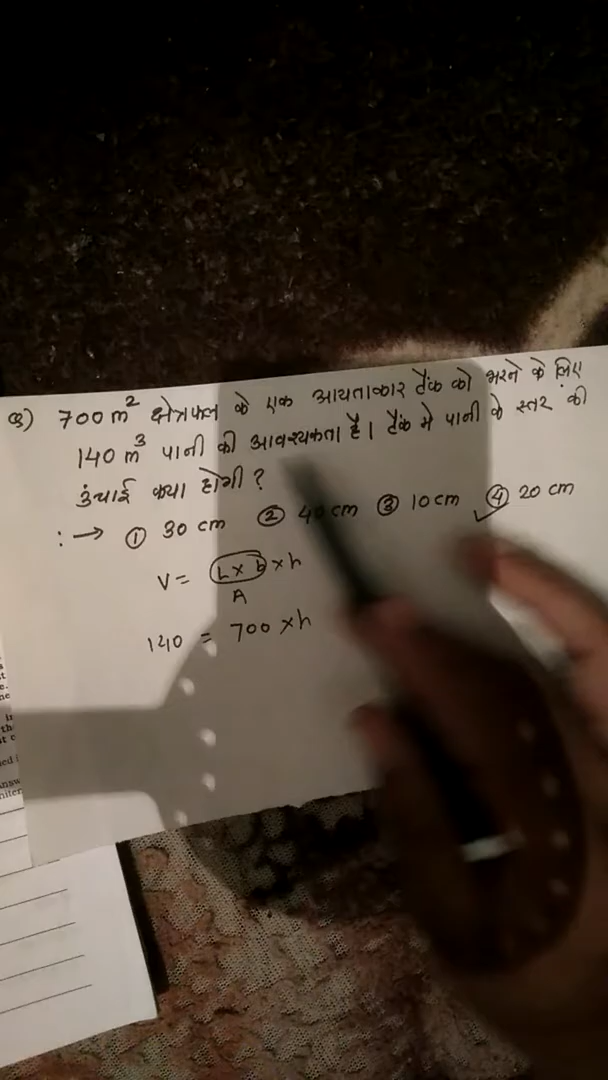 Q) 700 m² क्षेत्रफल के एक आयताकार टैंक को भरने के लिए
140 m³ पानी की आवश्यकता है। टैंक मे पानी के स्तर की
उंचाई क्या होगी ?
:→ ① 30 cm ② 40 cm ③ 10 cm ④ 20 cm
V = (L × b) × h
A
140 = 700 × h